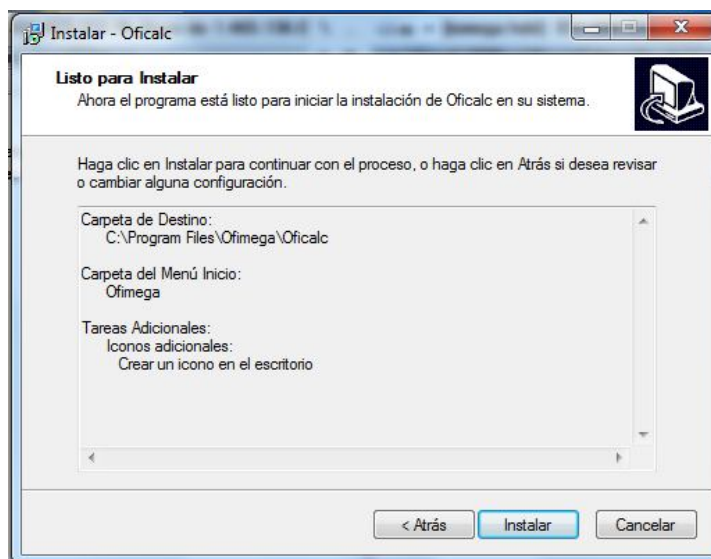 Instalar - Oficalc
Listo para Instalar
Ahora el programa está listo para iniciar la instalación de Oficalc en su sistema.
Haga clic en Instalar para continuar con el proceso, o haga clic en Atrás si desea revisar
o cambiar alguna configuración.
Carpeta de Destino:
C:\Program Files\Ofimega\Oficalc
Carpeta del Menú Inicio:
Ofimega
Tareas Adicionales:
Iconos adicionales:
Crear un icono en el escritorio
< Atrás
Instalar
Cancelar